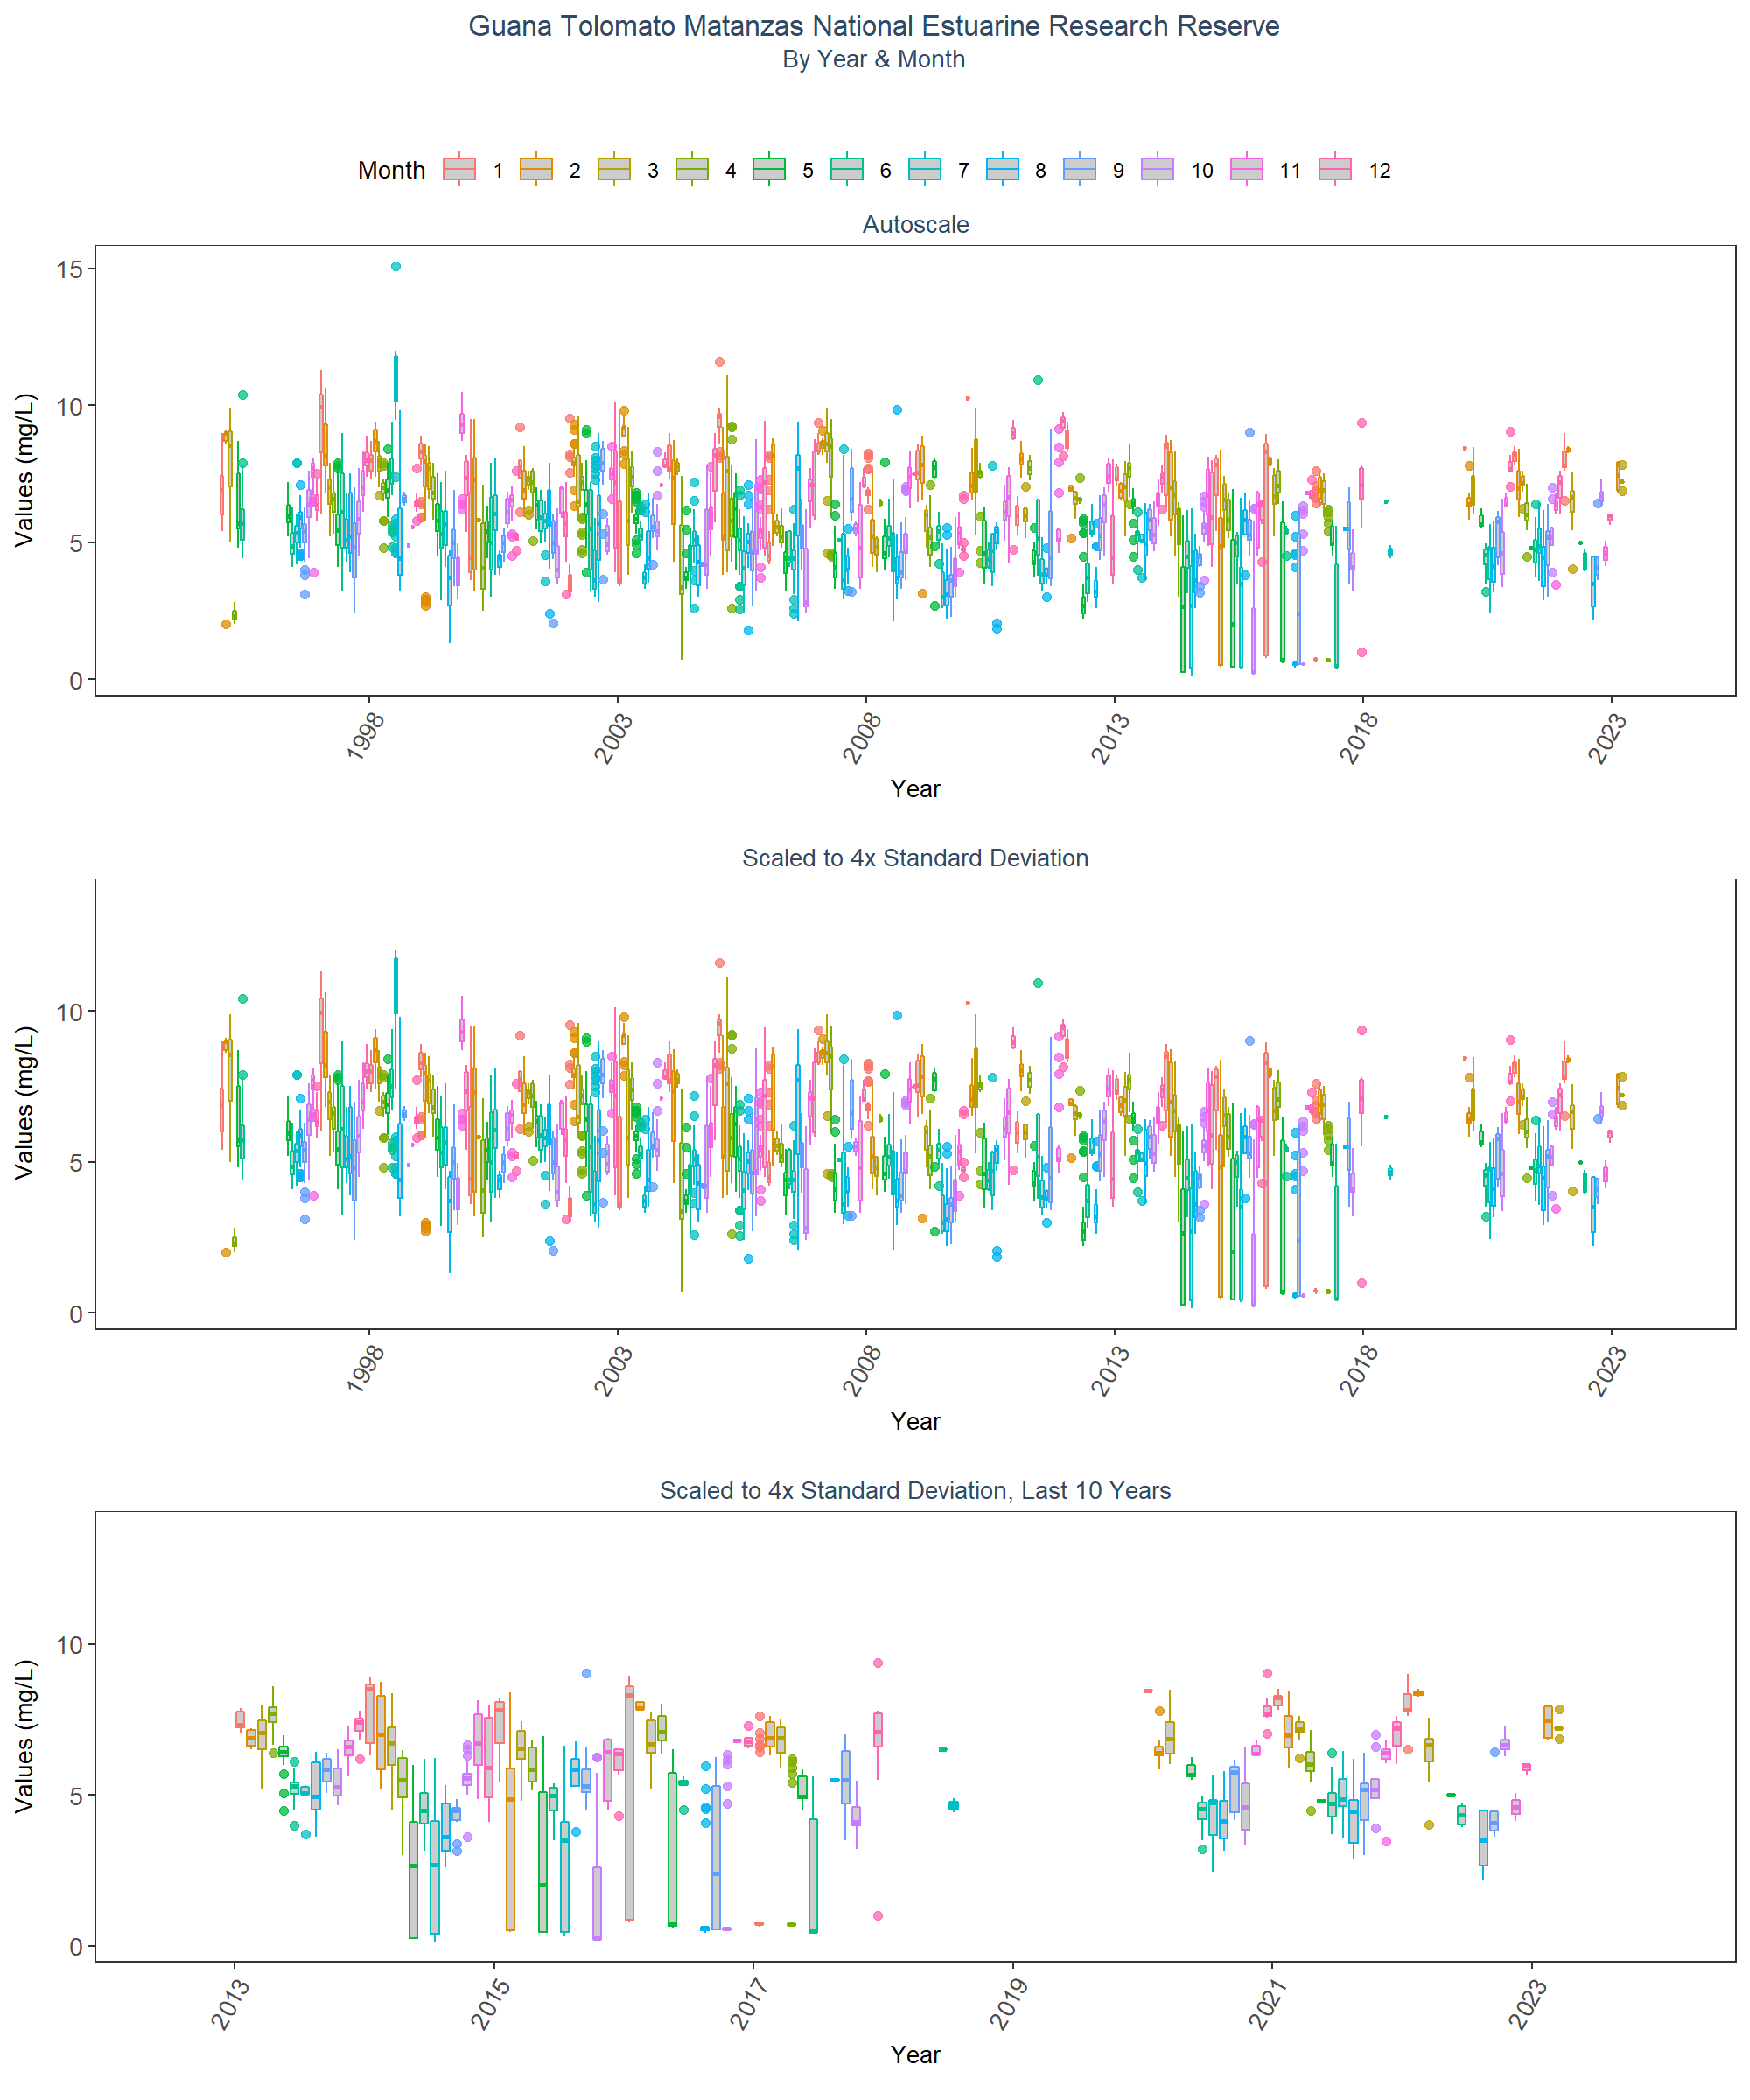 Guana Tolomato Matanzas National Estuarine Research Reserve
By Year & Month
Month 1 2 3 4 5 6 7 8 9 10 11 12
Autoscale
Values (mg/L)
15
10
5
0
1998 2003 2008 2013 2018 2023
Year
Scaled to 4x Standard Deviation
Values (mg/L)
10
5
0
1998 2003 2008 2013 2018 2023
Year
Scaled to 4x Standard Deviation, Last 10 Years
Values (mg/L)
10
5
0
2013 2015 2017 2019 2021 2023
Year